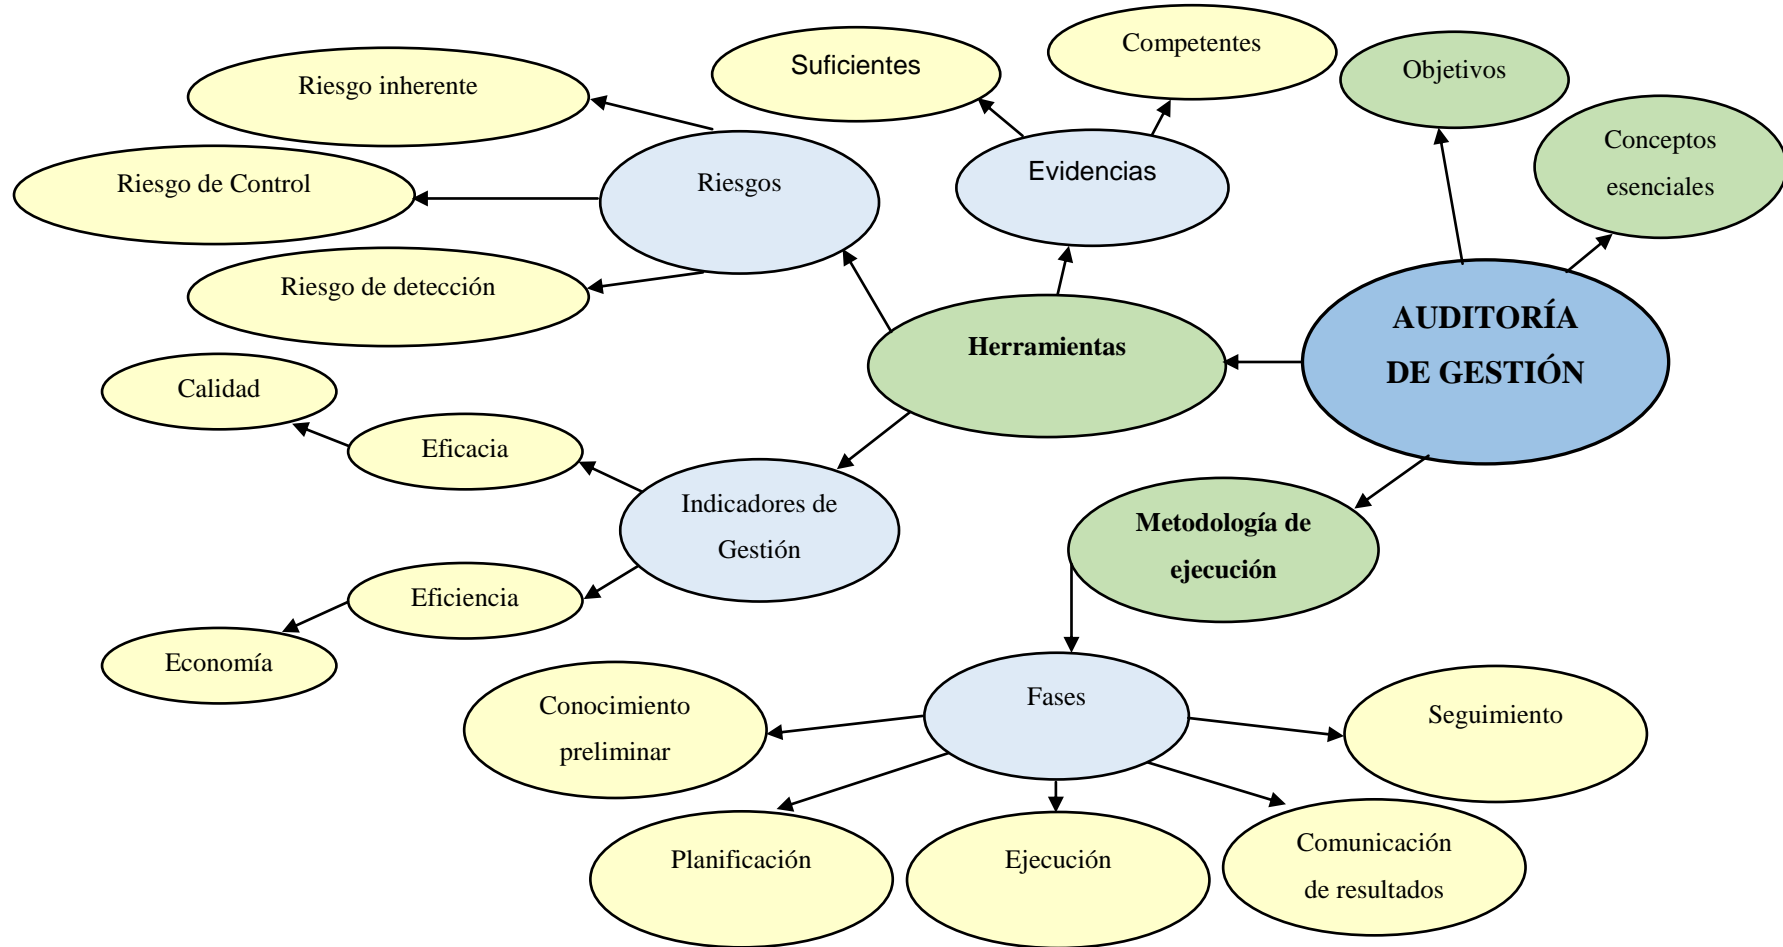 Competentes
Suficientes
Objetivos
Riesgo inherente
Conceptos
esenciales
Evidencias
Riesgos
Riesgo de Control
Riesgo de detección
AUDITORÍA
DE GESTIÓN
Herramientas
Calidad
Eficacia
Indicadores de
Gestión
Metodología de
ejecución
Eficiencia
Economía
Fases
Conocimiento
preliminar
Seguimiento
Planificación
Ejecución
Comunicación
de resultados